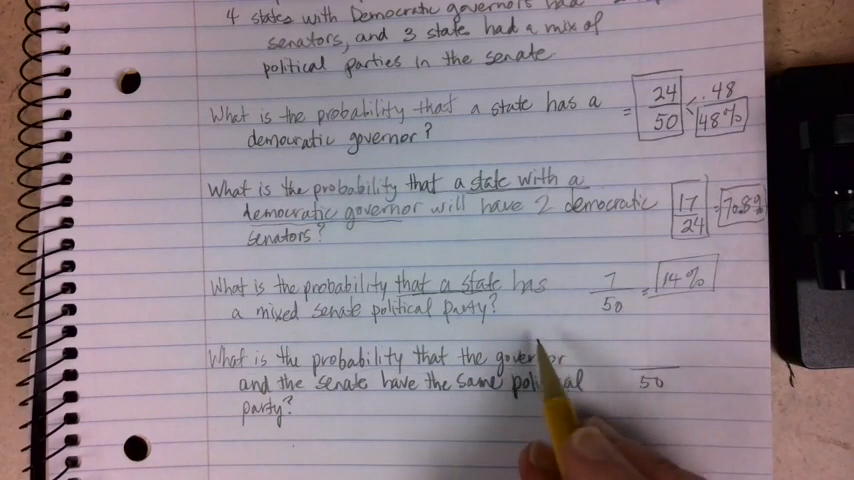 4 states with Democratic governors had 2
senators, and 3 states had a mix of
political parties in the senate
What is the probability that a state has a
democratic governor?
= 24/50 .48
48%
What is the probability that a state with a
democratic governor will have 2 democratic
senators?
17/24 = 70.8%
What is the probability that a state has
a mixed senate political party?
7/50 = 14%
What is the probability that the governor
and the senate have the same political
party?
50